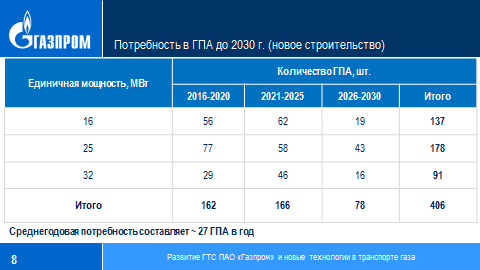 ГАЗПРОМ
Потребность в ГПА до 2030 г. (новое строительство)
Единичная мощность, МВт
Количество ГПА, шт.
2016-2020 2021-2025 2026-2030 Итого
16 56 62 19 137
25 77 58 43 178
32 29 46 16 91
Итого 162 166 78 406
Среднегодовая потребность составляет ~ 27 ГПА в год
8
Развитие ГТС ПАО «Газпром» и новые технологии в транспорте газа